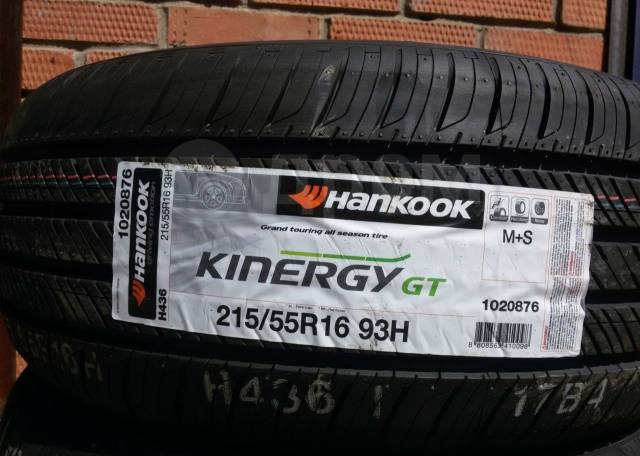 1020876
HANKOOK
215/55R16 93H
H436
HANKOOK
Grand touring all season tire
KINERGY GT
215/55R16 93H
M+S
1020876
H436 I
17B4